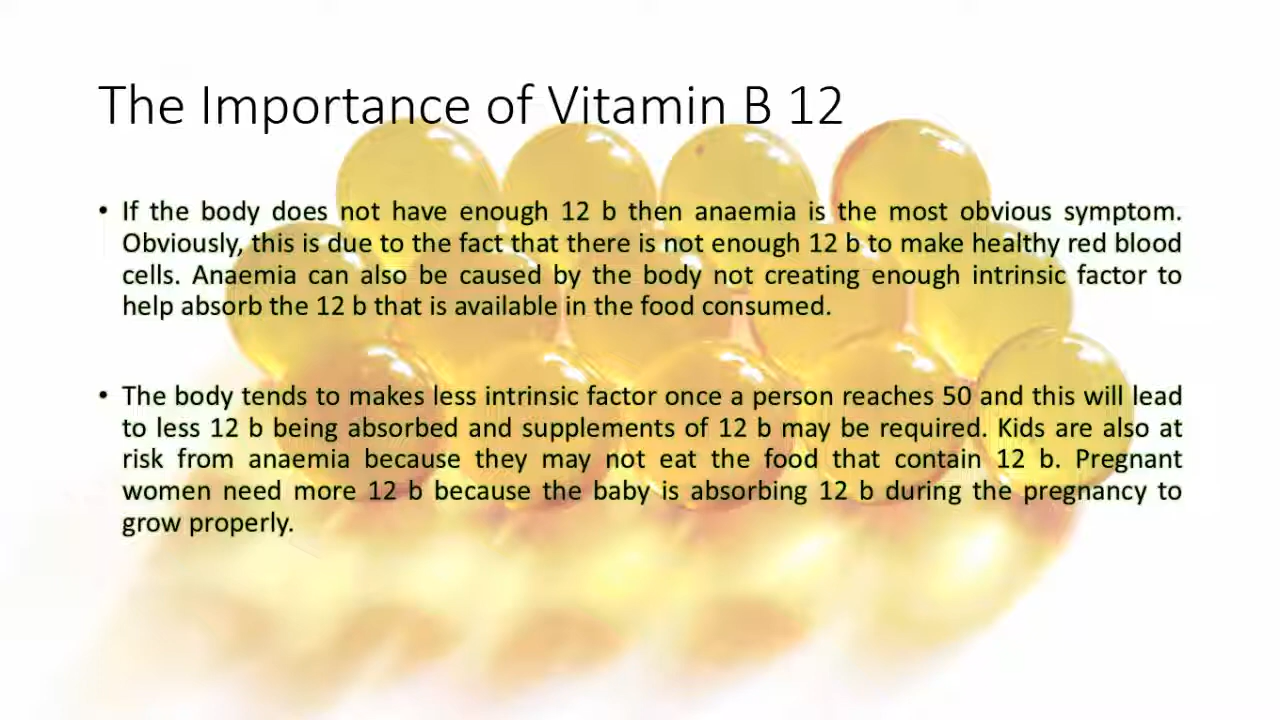 The Importance of Vitamin B 12
• If the body does not have enough 12 b then anaemia is the most obvious symptom.
Obviously, this is due to the fact that there is not enough 12 b to make healthy red blood
cells. Anaemia can also be caused by the body not creating enough intrinsic factor to
help absorb the 12 b that is available in the food consumed.
• The body tends to makes less intrinsic factor once a person reaches 50 and this will lead
to less 12 b being absorbed and supplements of 12 b may be required. Kids are also at
risk from anaemia because they may not eat the food that contain 12 b. Pregnant
women need more 12 b because the baby is absorbing 12 b during the pregnancy to
grow properly.